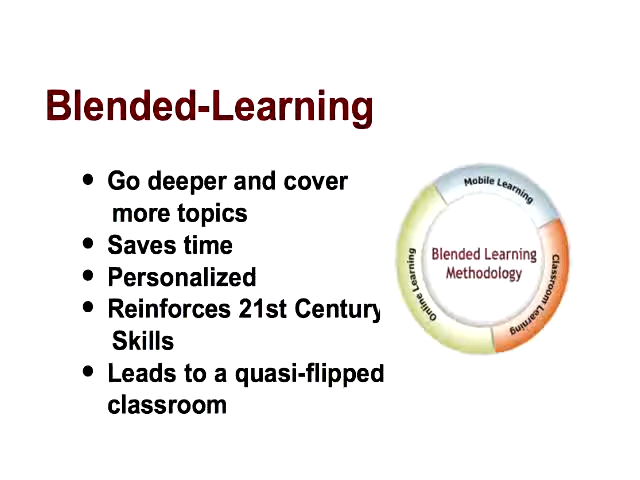 Blended-Learning
• Go deeper and cover
more topics
• Saves time
• Personalized
• Reinforces 21st Century
Skills
• Leads to a quasi-flipped
classroom
Mobile Learning
Blended Learning
Methodology
Online Learning
Classroom Learning